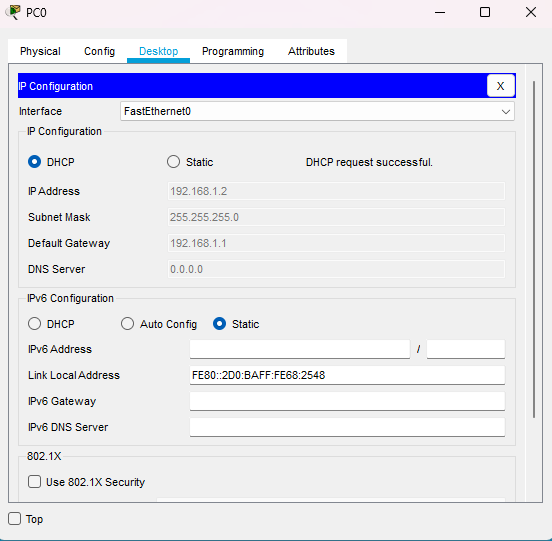 PC0
Physical Config Desktop Programming Attributes
IP Configuration X
Interface FastEthernet0
IP Configuration
DHCP Static DHCP request successful.
IP Address 192.168.1.2
Subnet Mask 255.255.255.0
Default Gateway 192.168.1.1
DNS Server 0.0.0.0
IPv6 Configuration
DHCP Auto Config Static
IPv6 Address /
Link Local Address FE80::2D0:BAFF:FE68:2548
IPv6 Gateway
IPv6 DNS Server
802.1X
Use 802.1X Security
Top